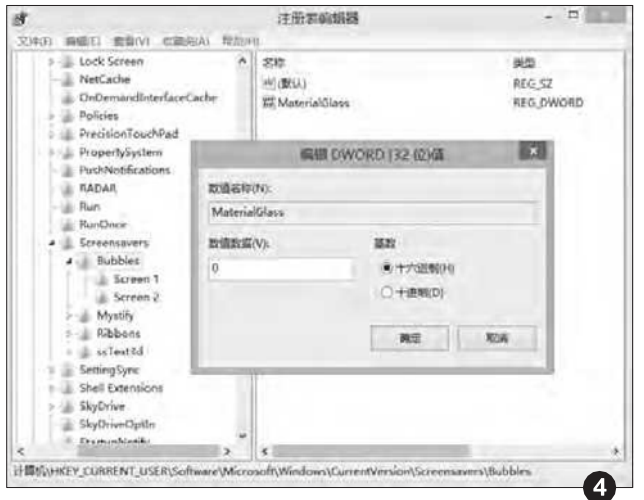 注册表编辑器
文件(F) 编辑(E) 查看(V) 收藏夹(A) 帮助(H)
Lock Screen
NetCache
OnDemandInterfaceCache
Policies
PrecisionTouchPad
PropertySystem
PushNotifications
RADAR
Run
RunOnce
Screensavers
Bubbles
Screen 1
Screen 2
Mystify
Ribbons
ssText3d
SettingSync
Shell Extensions
SkyDrive
SkyDriveOptIn
StartupNotify
名称 类型
(默认) REG_SZ
MaterialGlass REG_DWORD
编辑 DWORD (32 位)值
数值名称(N):
MaterialGlass
数值数据(V): 基数
0 十六进制(H)
十进制(D)
确定 取消
计算机\HKEY_CURRENT_USER\Software\Microsoft\Windows\CurrentVersion\Screensavers\Bubbles
4